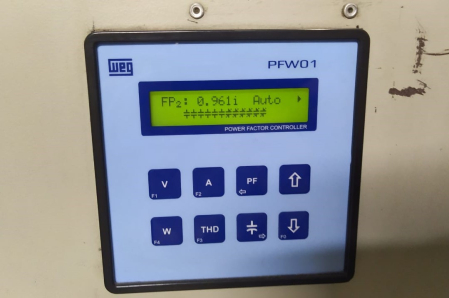 WEG
PFW01
FP₂: 0.961i Auto
POWER FACTOR CONTROLLER
V F1
A F2
PF
W F4
THD F3